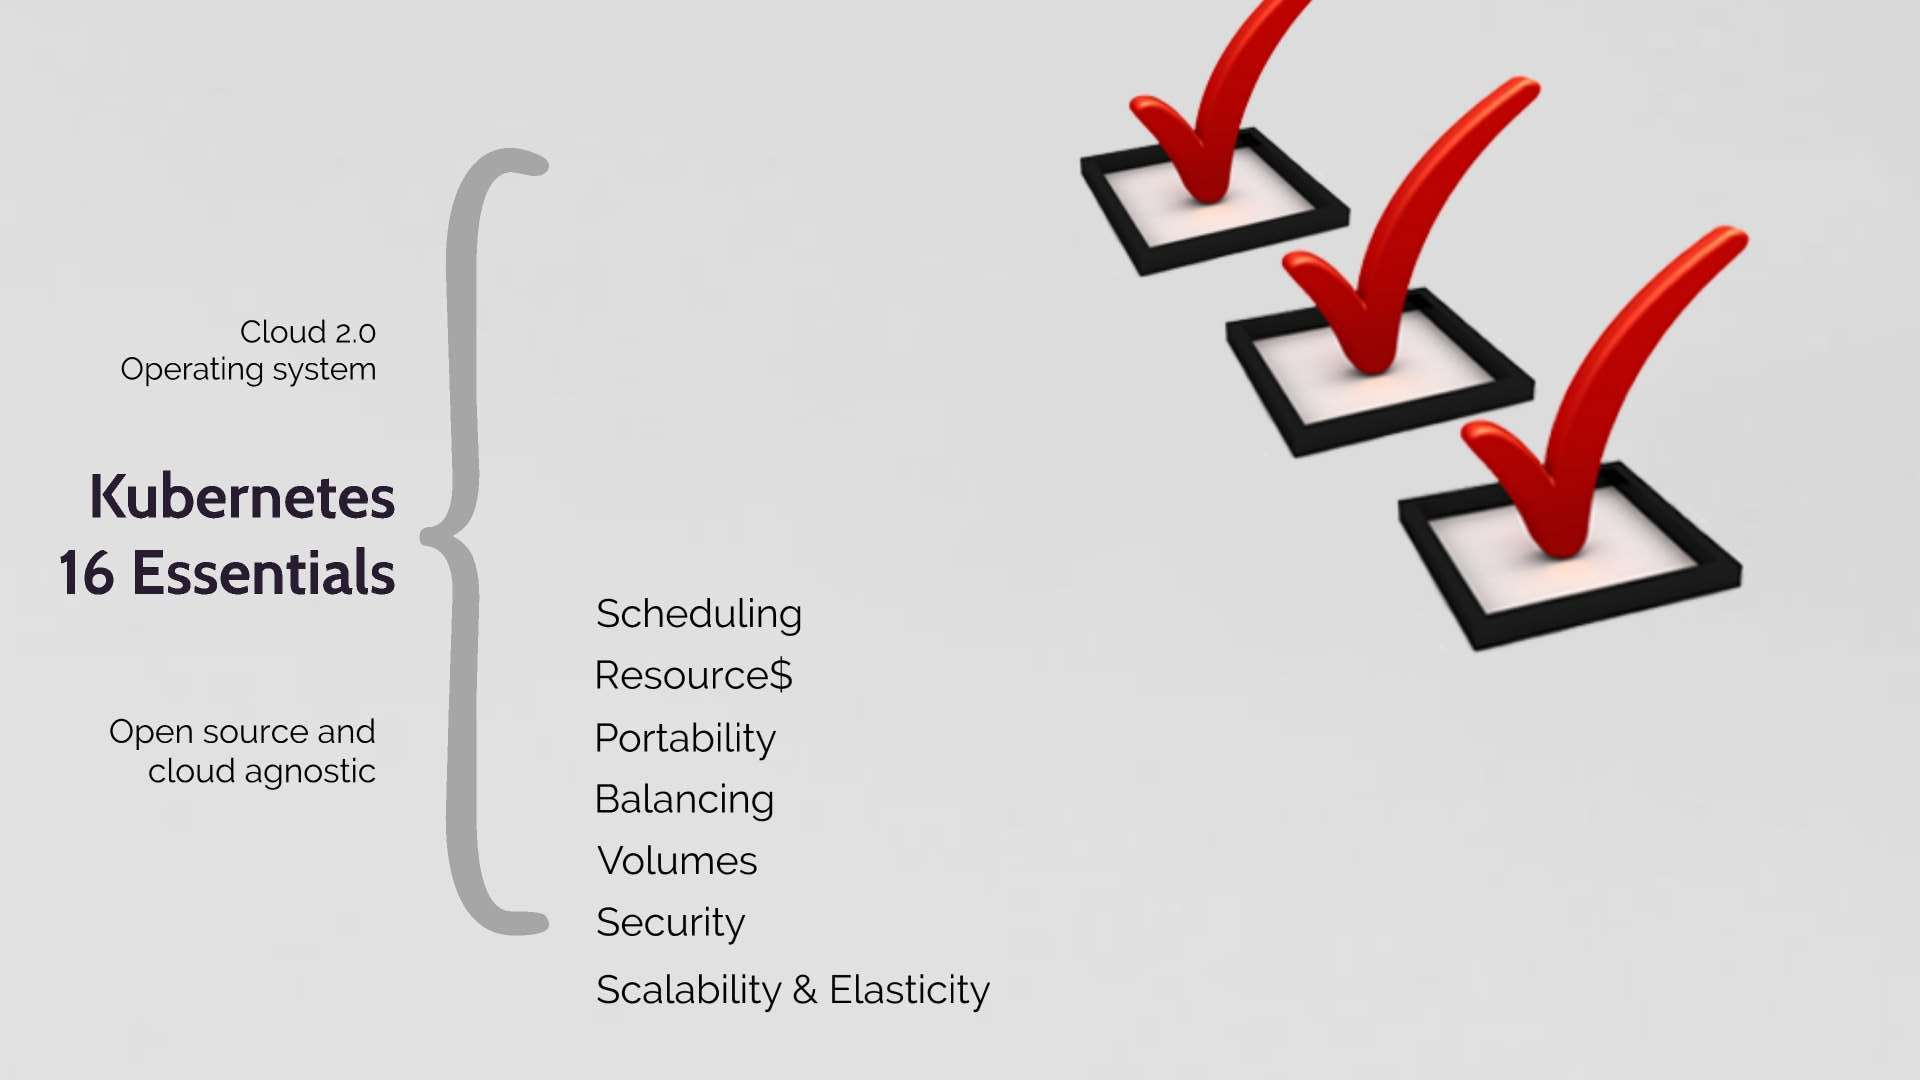 Cloud 2.0
Operating system
Kubernetes
16 Essentials
Open source and
cloud agnostic
Scheduling
Resource$
Portability
Balancing
Volumes
Security
Scalability & Elasticity